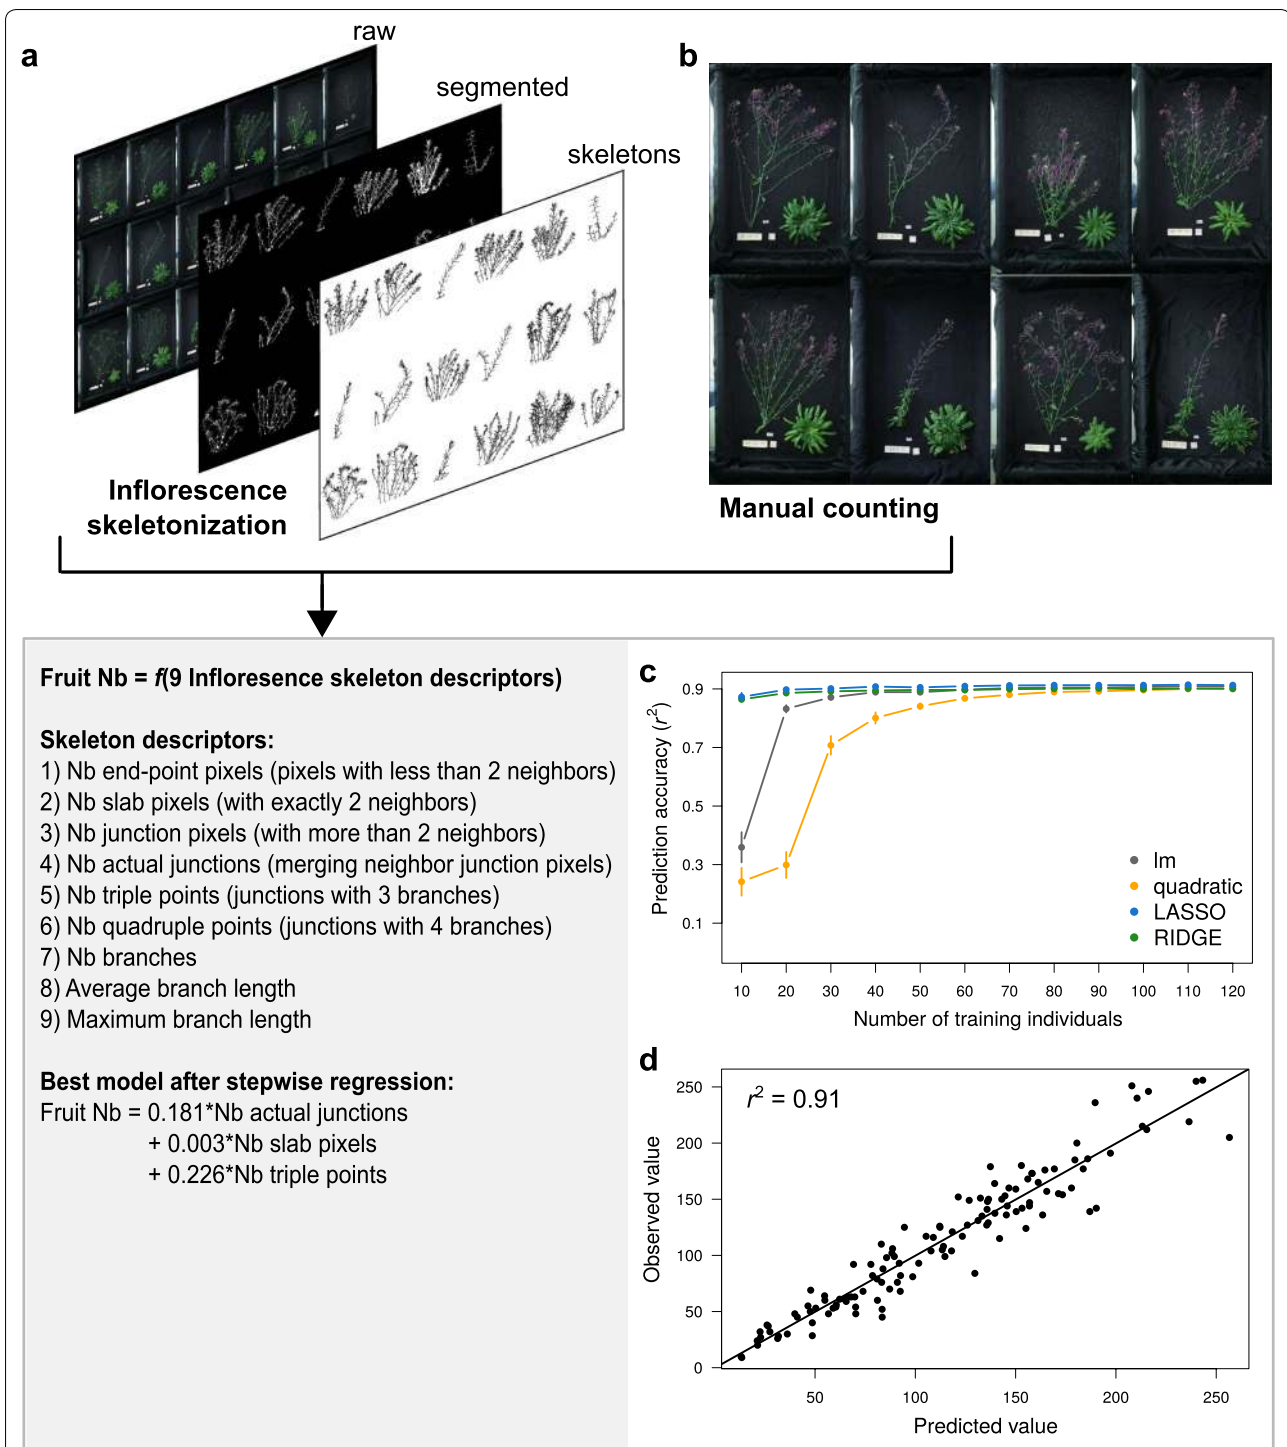 a
raw
segmented
skeletons
Inflorescence
skeletonization
b
Manual counting
Fruit Nb = f(9 Infloresence skeleton descriptors)
Skeleton descriptors:
1) Nb end-point pixels (pixels with less than 2 neighbors)
2) Nb slab pixels (with exactly 2 neighbors)
3) Nb junction pixels (with more than 2 neighbors)
4) Nb actual junctions (merging neighbor junction pixels)
5) Nb triple points (junctions with 3 branches)
6) Nb quadruple points (junctions with 4 branches)
7) Nb branches
8) Average branch length
9) Maximum branch length
Best model after stepwise regression:
Fruit Nb = 0.181*Nb actual junctions
+ 0.003*Nb slab pixels
+ 0.226*Nb triple points
c
Prediction accuracy (r²)
0.9
0.7
0.5
0.3
0.1
lm
quadratic
LASSO
RIDGE
10 20 30 40 50 60 70 80 90 100 110 120
Number of training individuals
d
r² = 0.91
Observed value
250
200
150
100
50
0
50 100 150 200 250
Predicted value